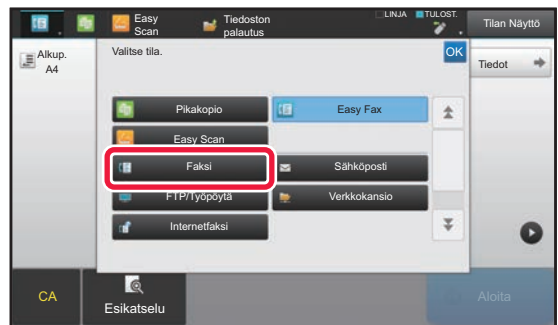 Easy
Scan
Tiedoston
palautus
LINJA
TULOST.
Tilan Näyttö
Alkup.
A4
Valitse tila.
OK
Tiedot
Pikakopio
Easy Fax
Easy Scan
Faksi
Sähköposti
FTP/Työpöytä
Verkkokansio
Internetfaksi
CA
Esikatselu
Aloita